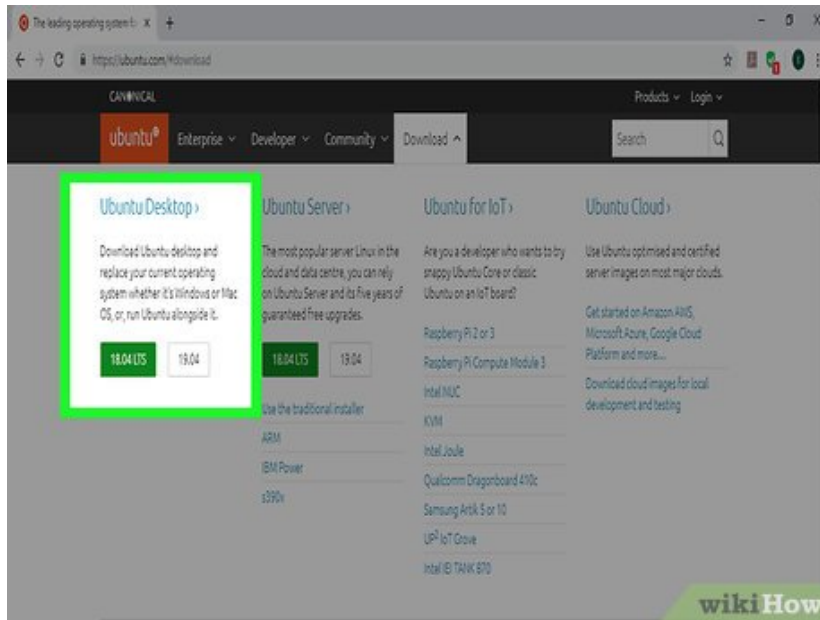 The leading operating system fo
https://ubuntu.com/#download
CANONICAL
Products
Login
ubuntu®
Enterprise
Developer
Community
Download
Search
Ubuntu Desktop ›
Download Ubuntu desktop and
replace your current operating
system whether it's Windows or Mac
OS, or, run Ubuntu alongside it.
18.04 LTS
19.04
Ubuntu Server ›
The most popular server Linux in the
cloud and data centre, you can rely
on Ubuntu Server and its five years of
guaranteed free upgrades.
18.04 LTS
19.04
Use the traditional installer
ARM
IBM Power
s390x
Ubuntu for IoT ›
Are you a developer who wants to try
snappy Ubuntu Core or classic
Ubuntu on an IoT board?
Raspberry Pi 2 or 3
Raspberry Pi Compute Module 3
Intel NUC
KVM
Intel Joule
Qualcomm Dragonboard 410c
Samsung Artik 5 or 10
UP² IoT Grove
Intel IEI TANK 870
Ubuntu Cloud ›
Use Ubuntu optimised and certified
server images on most major clouds.
Get started on Amazon AWS,
Microsoft Azure, Google Cloud
Platform and more...
Download cloud images for local
development and testing
wikiHow